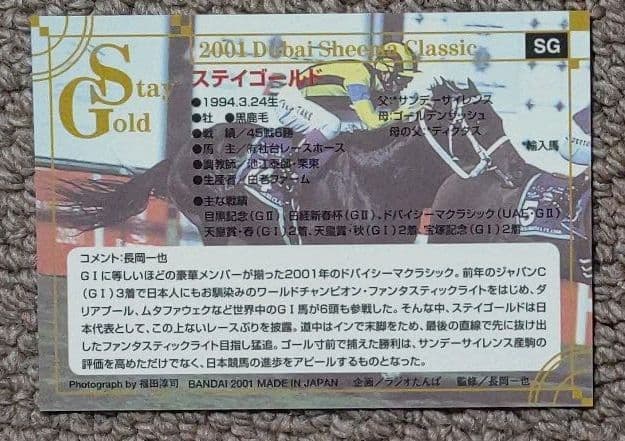 Stay Gold
2001 Dubai Sheema Classic
SG
ステイゴールド
●1994.3.24生
父:サンデーサイレンス
●牡 ●黒鹿毛
母:ゴールデンサッシュ
●戦 績/45戦6勝
母の父:ディクタス
●馬 主/㈲社台レースホース
輸入馬
●調教師/池江泰郎・栗東
●生産者/白老ファーム
●主な戦績
目黒記念(GⅡ)、日経新春杯(GⅡ)、ドバイシーマクラシック(UAE・GⅡ)
天皇賞・春(GⅠ)2着、天皇賞・秋(GⅠ)2着、宝塚記念(GⅠ)2着
コメント:長岡一也
GⅠに等しいほどの豪華メンバーが揃った2001年のドバイシーマクラシック。前年のジャパンC
(GⅠ)3着で日本人にもお馴染みのワールドチャンピオン・ファンタスティックライトをはじめ、ダ
リアプール、ムタファウェクなど世界中のGⅠ馬が6頭も参戦した。そんな中、ステイゴールドは日
本代表として、この上ないレースぶりを披露。道中はインで末脚をため、最後の直線で先に抜け出
したファンタスティックライト目指し猛追。ゴール寸前で捕えた勝利は、サンデーサイレンス産駒の
評価を高めただけでなく、日本競馬の進歩をアピールするものとなった。
Photograph by 福田淳司 BANDAI 2001 MADE IN JAPAN 企画/ラジオたんぱ 監修/長岡一也